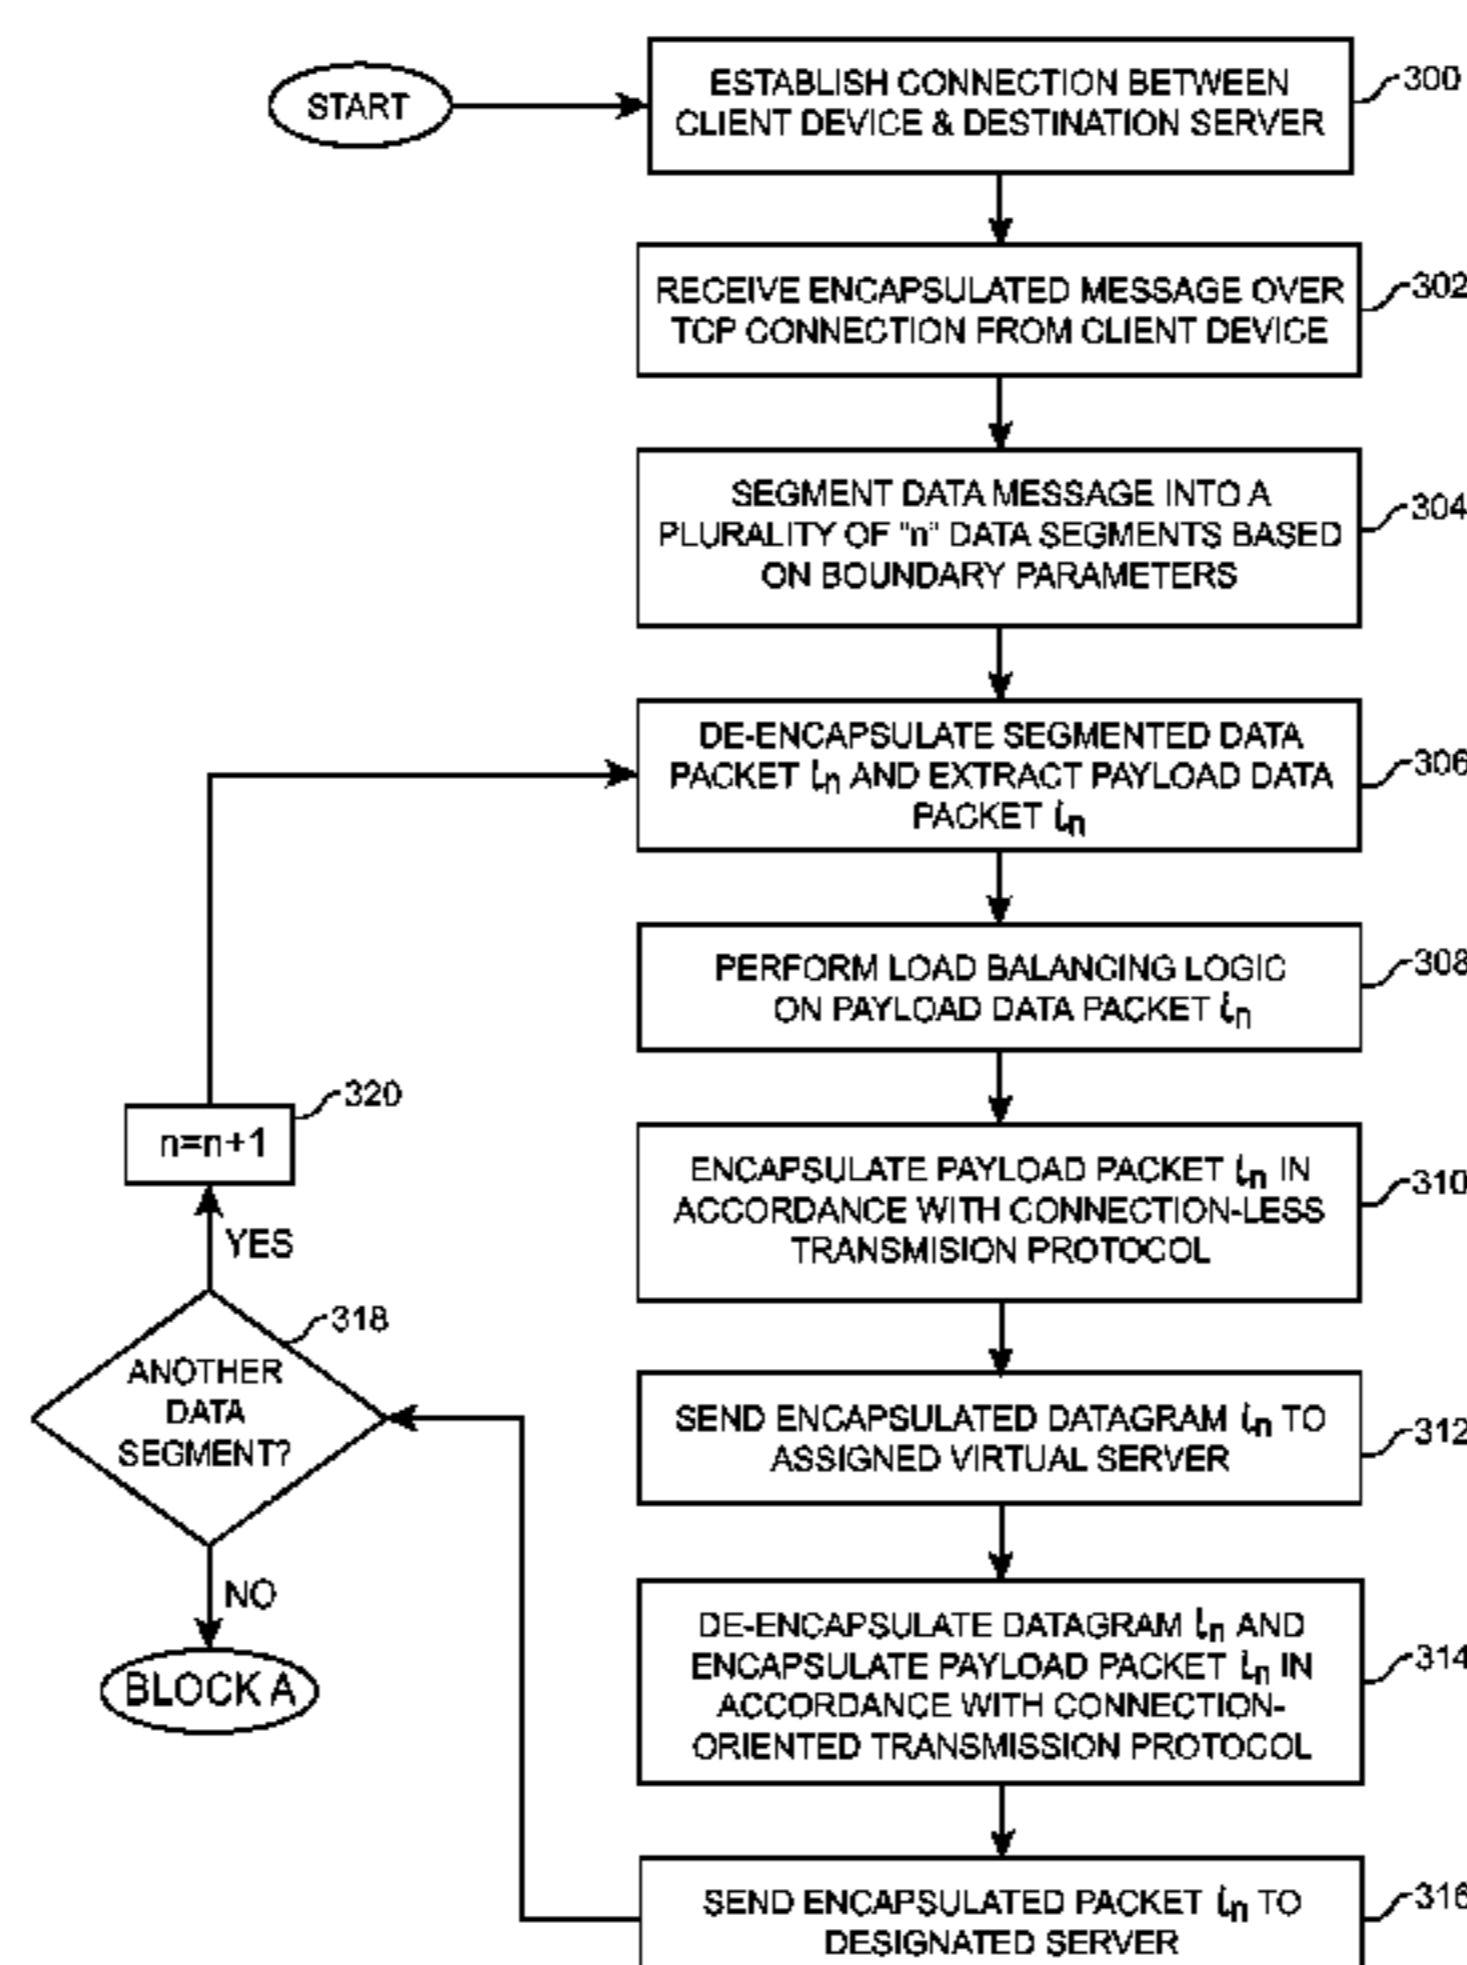 START
ESTABLISH CONNECTION BETWEEN
CLIENT DEVICE & DESTINATION SERVER
300
RECEIVE ENCAPSULATED MESSAGE OVER
TCP CONNECTION FROM CLIENT DEVICE
302
SEGMENT DATA MESSAGE INTO A
PLURALITY OF "n" DATA SEGMENTS BASED
ON BOUNDARY PARAMETERS
304
DE-ENCAPSULATE SEGMENTED DATA
PACKET in AND EXTRACT PAYLOAD DATA
PACKET in
306
PERFORM LOAD BALANCING LOGIC
ON PAYLOAD DATA PACKET in
308
ENCAPSULATE PAYLOAD PACKET in IN
ACCORDANCE WITH CONNECTION-LESS
TRANSMISION PROTOCOL
310
SEND ENCAPSULATED DATAGRAM in TO
ASSIGNED VIRTUAL SERVER
312
DE-ENCAPSULATE DATAGRAM in AND
ENCAPSULATE PAYLOAD PACKET in IN
ACCORDANCE WITH CONNECTION-
ORIENTED TRANSMISSION PROTOCOL
314
SEND ENCAPSULATED PACKET in TO
DESIGNATED SERVER
316
ANOTHER
DATA
SEGMENT?
318
YES
n=n+1
320
NO
BLOCK A